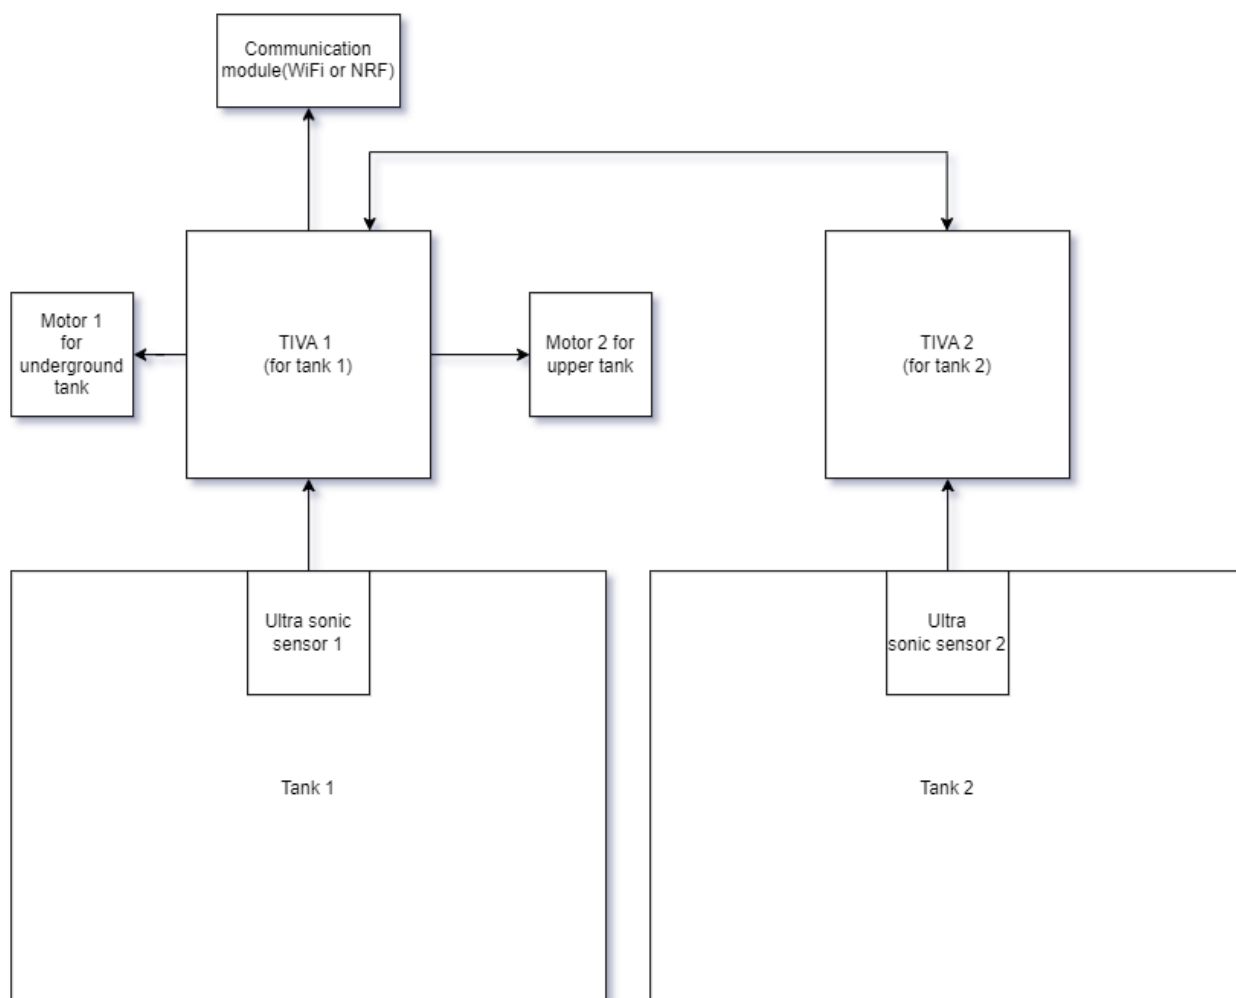 Communication
module(WiFi or NRF)
Motor 1
for
underground
tank
TIVA 1
(for tank 1)
Motor 2 for
upper tank
TIVA 2
(for tank 2)
Ultra sonic
sensor 1
Ultra
sonic sensor 2
Tank 1
Tank 2